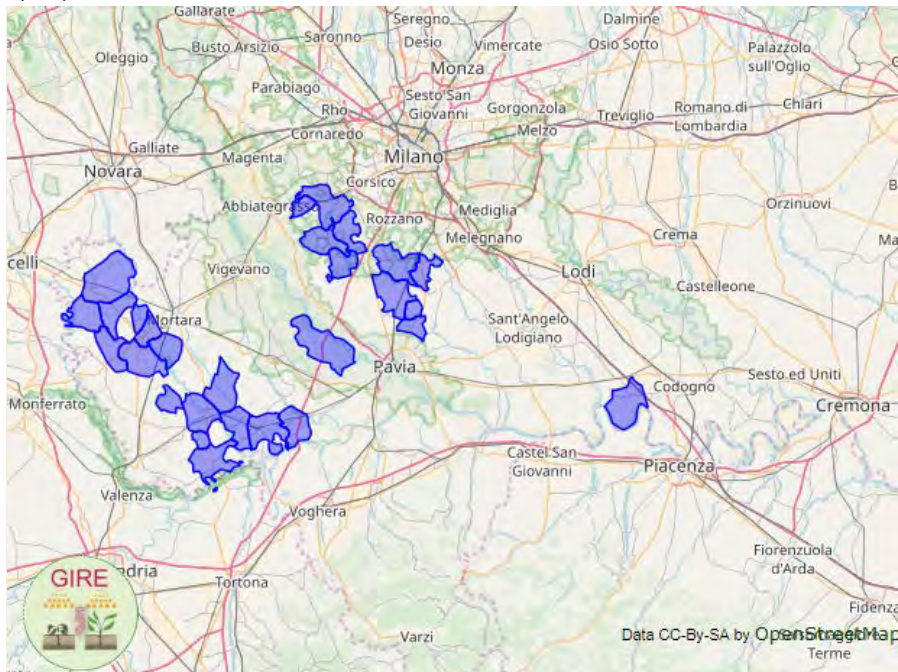 Gallarate
Seregno
Dalmine
Saronno
Desio
Vimercate
Osio Sotto
Palazzolo
sull'Oglio
Oleggio
Busto Arsizio
Monza
Parabiago
Sesto San
Giovanni
Rho
Gorgonzola
Treviglio
Romano di
Lombardia
Chiari
Cornaredo
Melzo
Galliate
Magenta
Milano
Novara
Corsico
Abbiategrasso
Rozzano
Mediglia
Orzinuovi
Melegnano
Crema
Vigevano
Lodi
Castelleone
Mortara
Sant'Angelo
Lodigiano
Pavia
Codogno
Sesto ed Uniti
Monferrato
Cremona
Castel San
Giovanni
Piacenza
Valenza
Voghera
Fiorenzuola
d'Arda
GIRE
Tortona
Fidenza
Varzi
Data CC-By-SA by OpenStreetMap
Terme